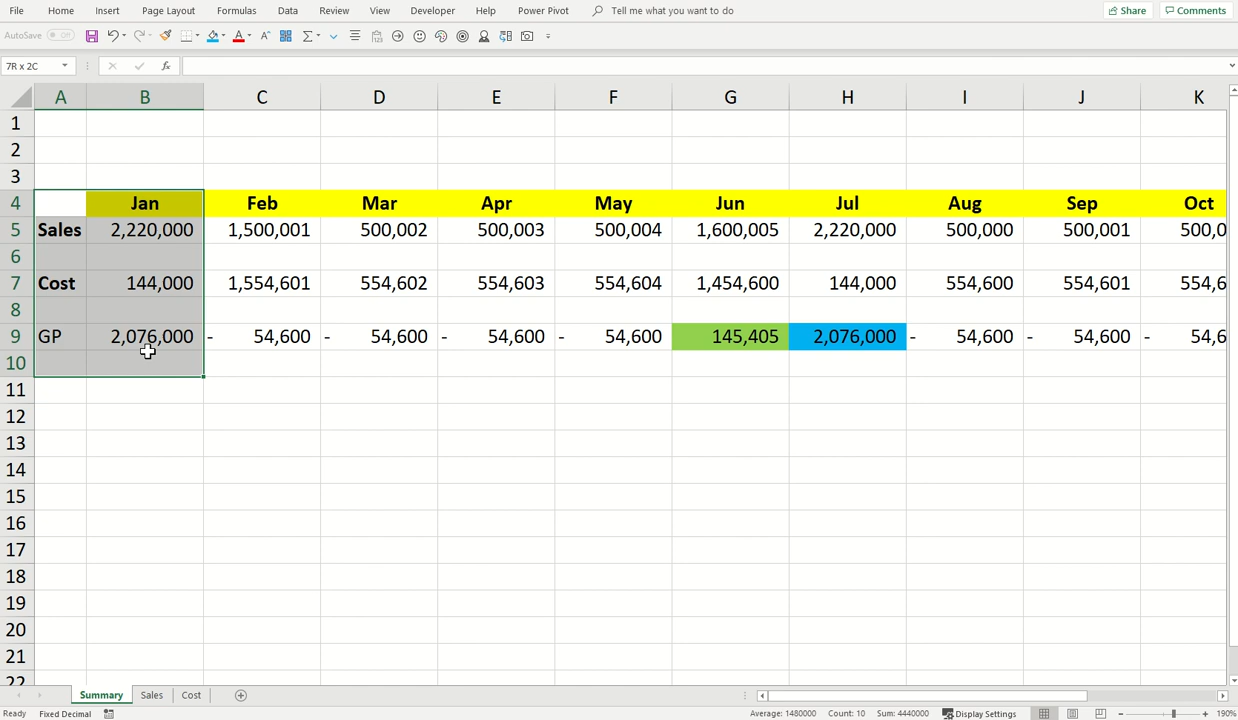 File Home Insert Page Layout Formulas Data Review View Developer Help Power Pivot Tell me what you want to do Share Comments
AutoSave Off
7R x 2C fx
A B C D E F G H I J K
1
2
3
4 Jan Feb Mar Apr May Jun Jul Aug Sep Oct
5 Sales 2,220,000 1,500,001 500,002 500,003 500,004 1,600,005 2,220,000 500,000 500,001 500,0
6
7 Cost 144,000 1,554,601 554,602 554,603 554,604 1,454,600 144,000 554,600 554,601 554,6
8
9 GP 2,076,000 - 54,600 - 54,600 - 54,600 - 54,600 145,405 2,076,000 - 54,600 - 54,600 - 54,6
10
11
12
13
14
15
16
17
18
19
20
21
22
Summary Sales Cost
Ready Fixed Decimal Average: 1480000 Count: 10 Sum: 4440000 Display Settings 190%